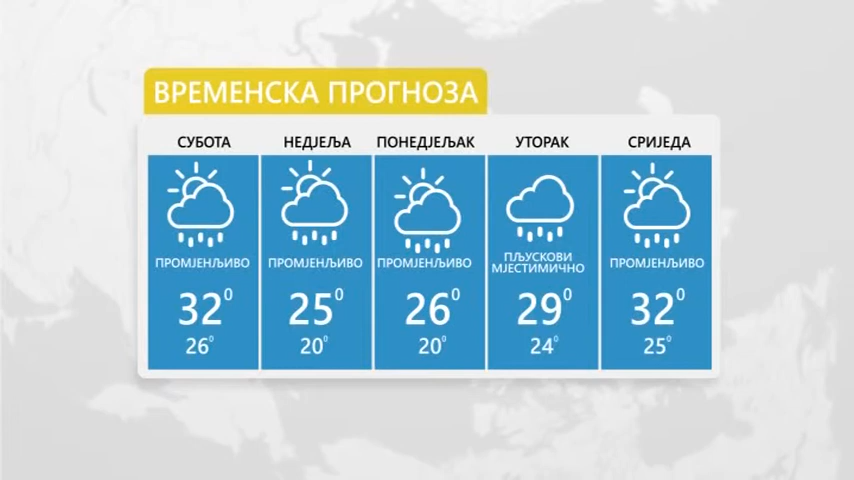 ВРЕМЕНСКА ПРОГНОЗА
СУБОТА НЕДЈЕЉА ПОНЕДЈЕЉАК УТОРАК СРИЈЕДА
ПРОМЈЕНЉИВО ПРОМЈЕНЉИВО ПРОМЈЕНЉИВО ПЉУСКОВИ МЈЕСТИМИЧНО ПРОМЈЕНЉИВО
32⁰ 25⁰ 26⁰ 29⁰ 32⁰
26⁰ 20⁰ 20⁰ 24⁰ 25⁰